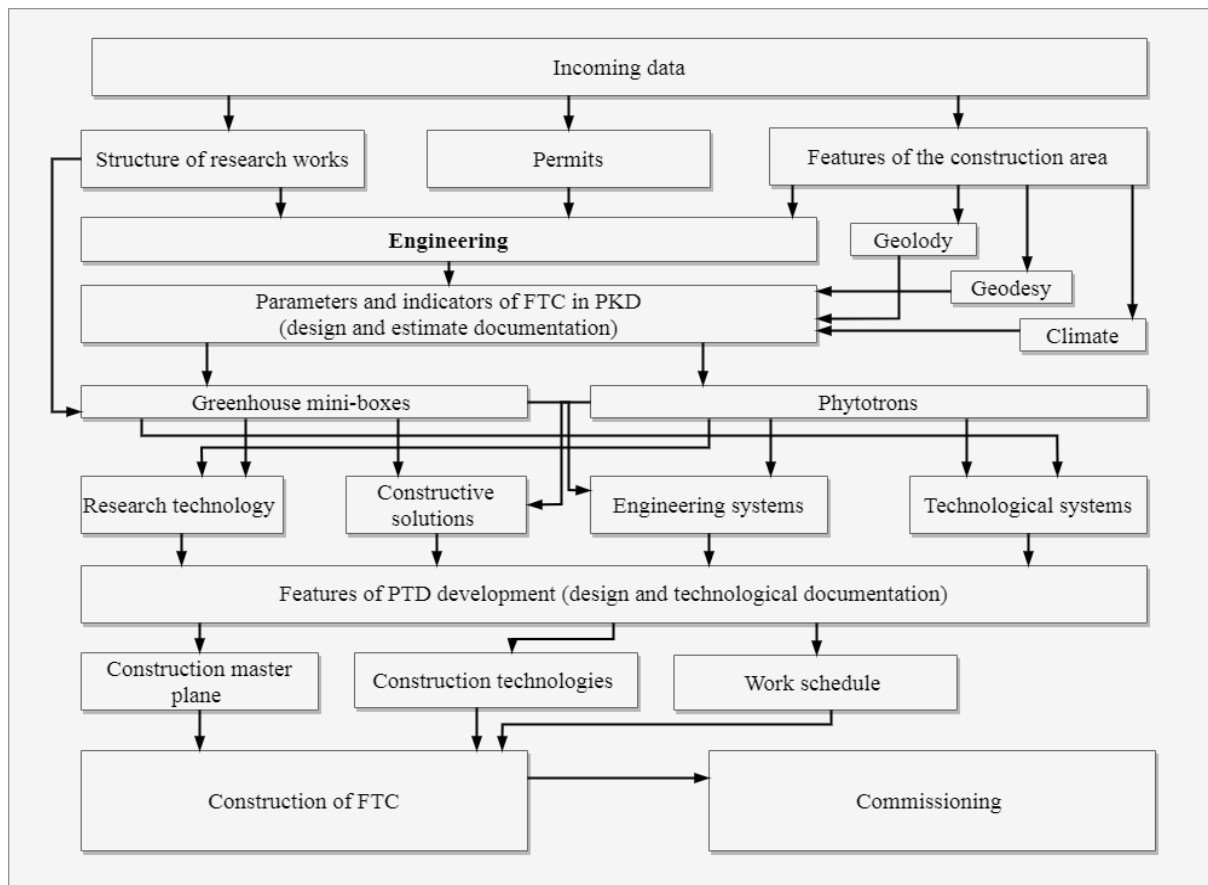 Incoming data
Structure of research works
Permits
Features of the construction area
Engineering
Geolody
Parameters and indicators of FTC in PKD
(design and estimate documentation)
Geodesy
Climate
Greenhouse mini-boxes
Phytotrons
Research technology
Constructive
solutions
Engineering systems
Technological systems
Features of PTD development (design and technological documentation)
Construction master
plane
Construction technologies
Work schedule
Construction of FTC
Commissioning